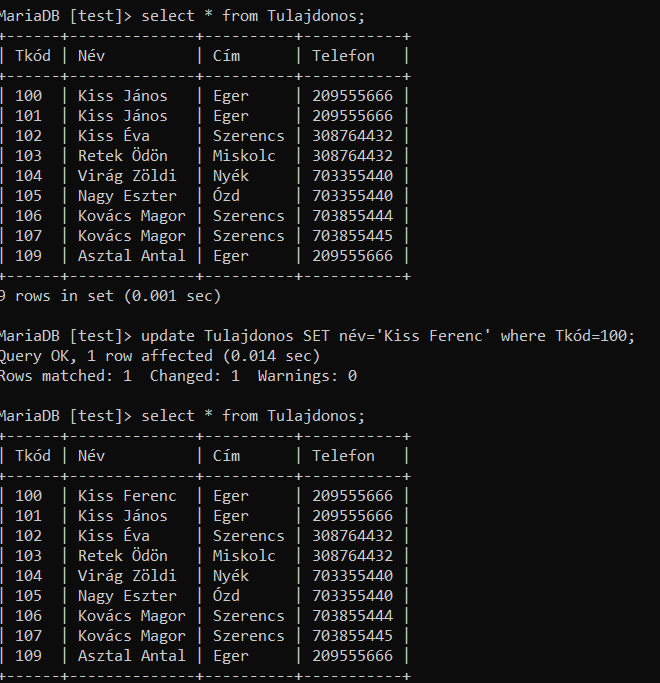 MariaDB [test]> select * from Tulajdonos;
+------+--------------+----------+-----------+
| Tkód | Név          | Cím      | Telefon   |
+------+--------------+----------+-----------+
| 100  | Kiss János   | Eger     | 209555666 |
| 101  | Kiss János   | Eger     | 209555666 |
| 102  | Kiss Éva     | Szerencs | 308764432 |
| 103  | Retek Ödön   | Miskolc  | 308764432 |
| 104  | Virág Zöldi  | Nyék     | 703355440 |
| 105  | Nagy Eszter  | Ózd      | 703355440 |
| 106  | Kovács Magor | Szerencs | 703855444 |
| 107  | Kovács Magor | Szerencs | 703855445 |
| 109  | Asztal Antal | Eger     | 209555666 |
+------+--------------+----------+-----------+
9 rows in set (0.001 sec)
MariaDB [test]> update Tulajdonos SET név='Kiss Ferenc' where Tkód=100;
Query OK, 1 row affected (0.014 sec)
Rows matched: 1  Changed: 1  Warnings: 0
MariaDB [test]> select * from Tulajdonos;
+------+--------------+----------+-----------+
| Tkód | Név          | Cím      | Telefon   |
+------+--------------+----------+-----------+
| 100  | Kiss Ferenc  | Eger     | 209555666 |
| 101  | Kiss János   | Eger     | 209555666 |
| 102  | Kiss Éva     | Szerencs | 308764432 |
| 103  | Retek Ödön   | Miskolc  | 308764432 |
| 104  | Virág Zöldi  | Nyék     | 703355440 |
| 105  | Nagy Eszter  | Ózd      | 703355440 |
| 106  | Kovács Magor | Szerencs | 703855444 |
| 107  | Kovács Magor | Szerencs | 703855445 |
| 109  | Asztal Antal | Eger     | 209555666 |
+------+--------------+----------+-----------+